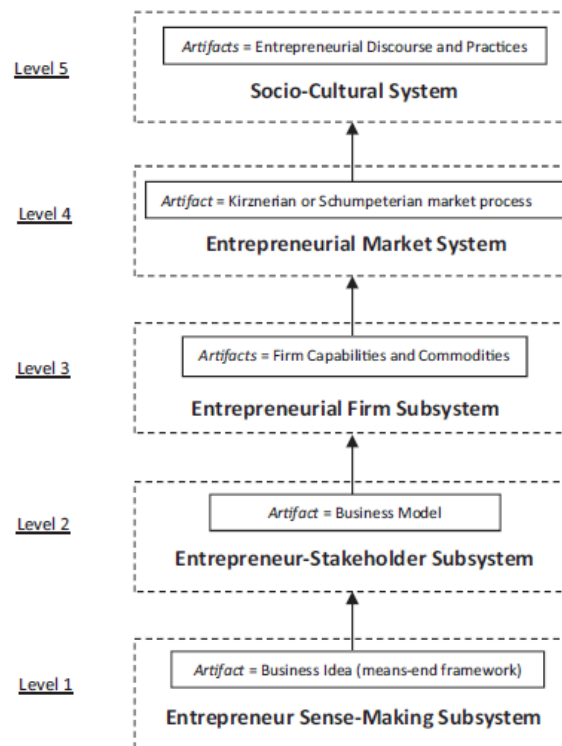 Level 5
Artifacts = Entrepreneurial Discourse and Practices
Socio-Cultural System
Level 4
Artifact = Kirznerian or Schumpeterian market process
Entrepreneurial Market System
Level 3
Artifacts = Firm Capabilities and Commodities
Entrepreneurial Firm Subsystem
Level 2
Artifact = Business Model
Entrepreneur-Stakeholder Subsystem
Level 1
Artifact = Business Idea (means-end framework)
Entrepreneur Sense-Making Subsystem